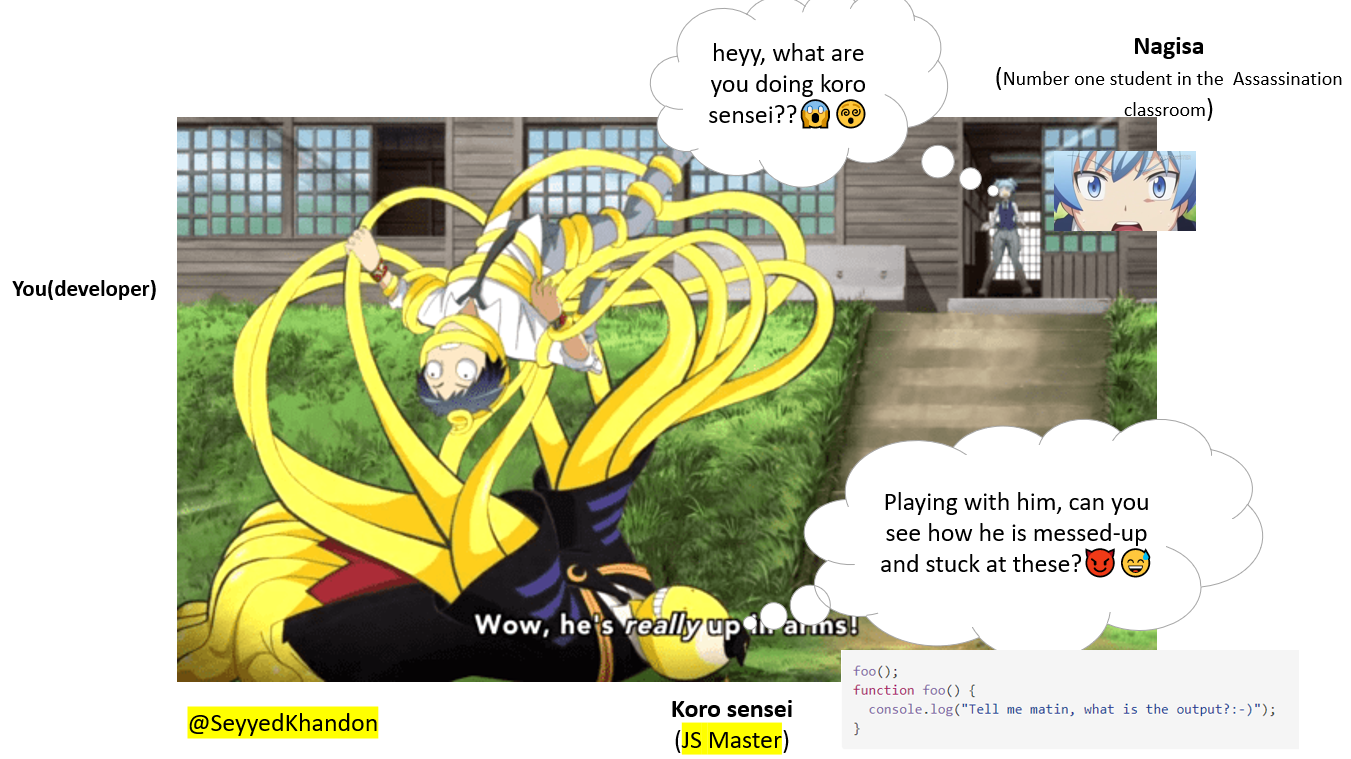 heyy, what are
you doing koro
sensei??😱😵
Nagisa
(Number one student in the Assassination
classroom)
You(developer)
Playing with him, can you
see how he is messed-up
and stuck at these?😈😅
Wow, he's really up in arms!
foo();
function foo() {
  console.log("Tell me matin, what is the output?:-)");
}
@SeyyedKhandon
Koro sensei
(JS Master)